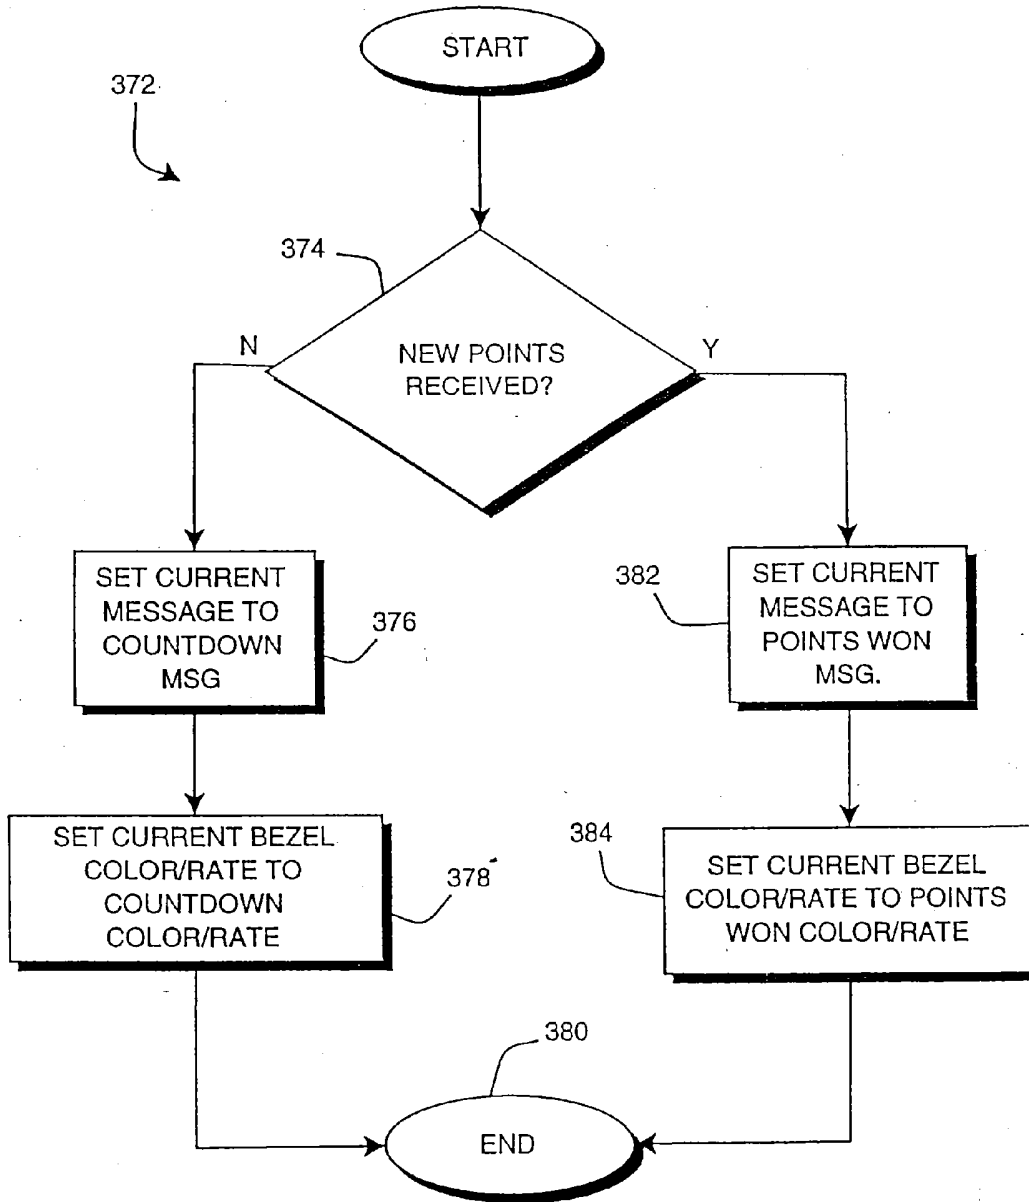 START
372
374
N
Y
NEW POINTS
RECEIVED?
SET CURRENT
MESSAGE TO
COUNTDOWN
MSG
376
382
SET CURRENT
MESSAGE TO
POINTS WON
MSG.
SET CURRENT BEZEL
COLOR/RATE TO
COUNTDOWN
COLOR/RATE
378
384
SET CURRENT BEZEL
COLOR/RATE TO POINTS
WON COLOR/RATE
380
END